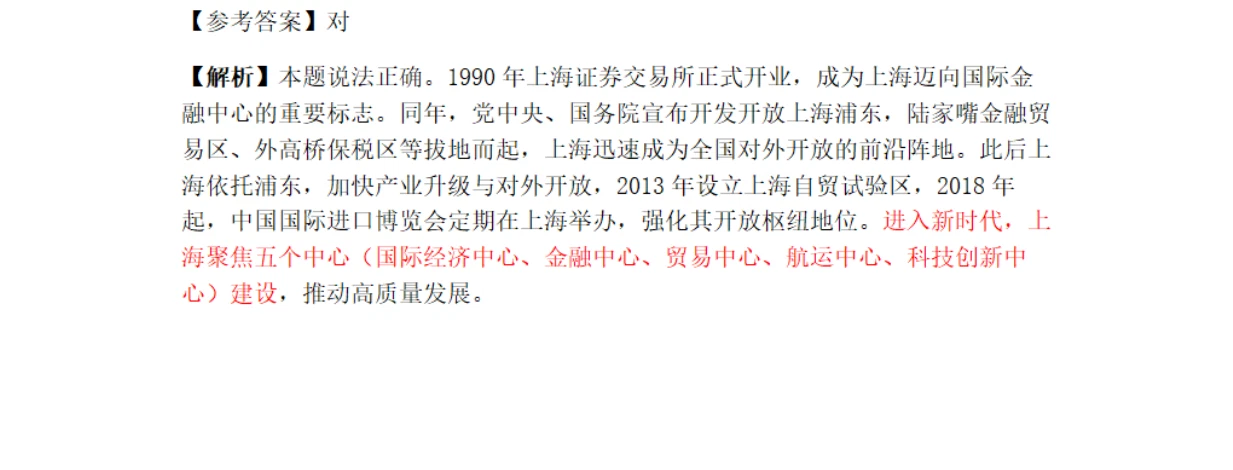 【参考答案】对
【解析】本题说法正确。1990 年上海证券交易所正式开业，成为上海迈向国际金
融中心的重要标志。同年，党中央、国务院宣布开发开放上海浦东，陆家嘴金融贸
易区、外高桥保税区等拔地而起，上海迅速成为全国对外开放的前沿阵地。此后上
海依托浦东，加快产业升级与对外开放，2013 年设立上海自贸试验区，2018 年
起，中国国际进口博览会定期在上海举办，强化其开放枢纽地位。进入新时代，上
海聚焦五个中心（国际经济中心、金融中心、贸易中心、航运中心、科技创新中
心）建设，推动高质量发展。